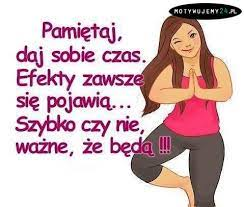 MOTYWUJEMY24.PL
Pamiętaj,
daj sobie czas.
Efekty zawsze
się pojawią...
Szybko czy nie,
ważne, że będą !!!